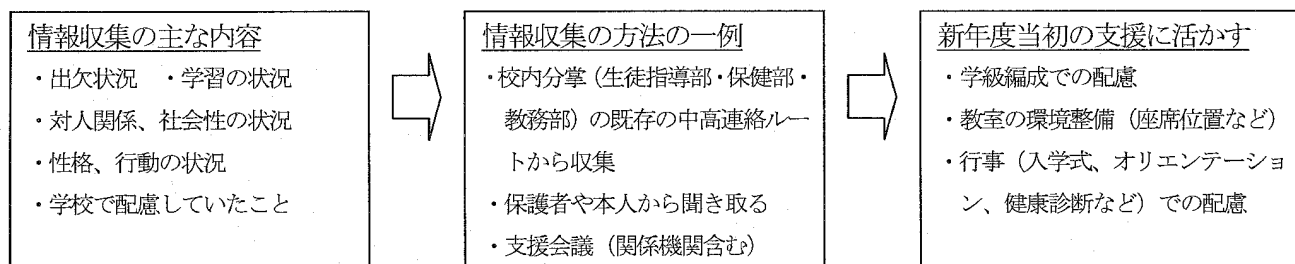 情報収集の主な内容
・出欠状況　・学習の状況
・対人関係、社会性の状況
・性格、行動の状況
・学校で配慮していたこと
情報収集の方法の一例
・校内分掌（生徒指導部・保健部・
教務部）の既存の中高連絡ルー
トから収集
・保護者や本人から聞き取る
・支援会議（関係機関含む）
新年度当初の支援に活かす
・学級編成での配慮
・教室の環境整備（座席位置など）
・行事（入学式、オリエンテーショ
ン、健康診断など）での配慮